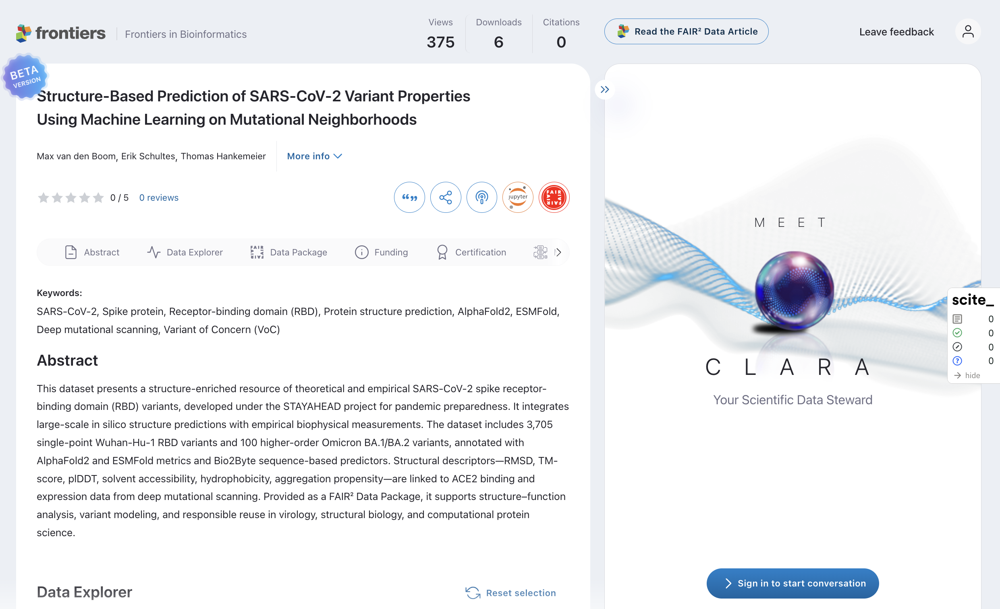 frontiers
Frontiers in Bioinformatics
Views
375
Downloads
6
Citations
0
Read the FAIR² Data Article
Leave feedback
BETA
VERSION
Structure-Based Prediction of SARS-CoV-2 Variant Properties
Using Machine Learning on Mutational Neighborhoods
Max van den Boom, Erik Schultes, Thomas Hankemeier
More info
0 / 5
0 reviews
jupyter
FAIR
FAIR
Abstract
Data Explorer
FAIR
FAIR
Data Package
Funding
Certification
Keywords:
SARS-CoV-2, Spike protein, Receptor-binding domain (RBD), Protein structure prediction, AlphaFold2, ESMFold,
Deep mutational scanning, Variant of Concern (VoC)
Abstract
This dataset presents a structure-enriched resource of theoretical and empirical SARS-CoV-2 spike receptor-
binding domain (RBD) variants, developed under the STAYAHEAD project for pandemic preparedness. It integrates
large-scale in silico structure predictions with empirical biophysical measurements. The dataset includes 3,705
single-point Wuhan-Hu-1 RBD variants and 100 higher-order Omicron BA.1/BA.2 variants, annotated with
AlphaFold2 and ESMFold metrics and Bio2Byte sequence-based predictors. Structural descriptors—RMSD, TM-
score, plDDT, solvent accessibility, hydrophobicity, aggregation propensity—are linked to ACE2 binding and
expression data from deep mutational scanning. Provided as a FAIR² Data Package, it supports structure–function
analysis, variant modeling, and responsible reuse in virology, structural biology, and computational protein
science.
Data Explorer
Reset selection
MEET
CLARA
Your Scientific Data Steward
Sign in to start conversation
scite_
0
0
0
0
hide